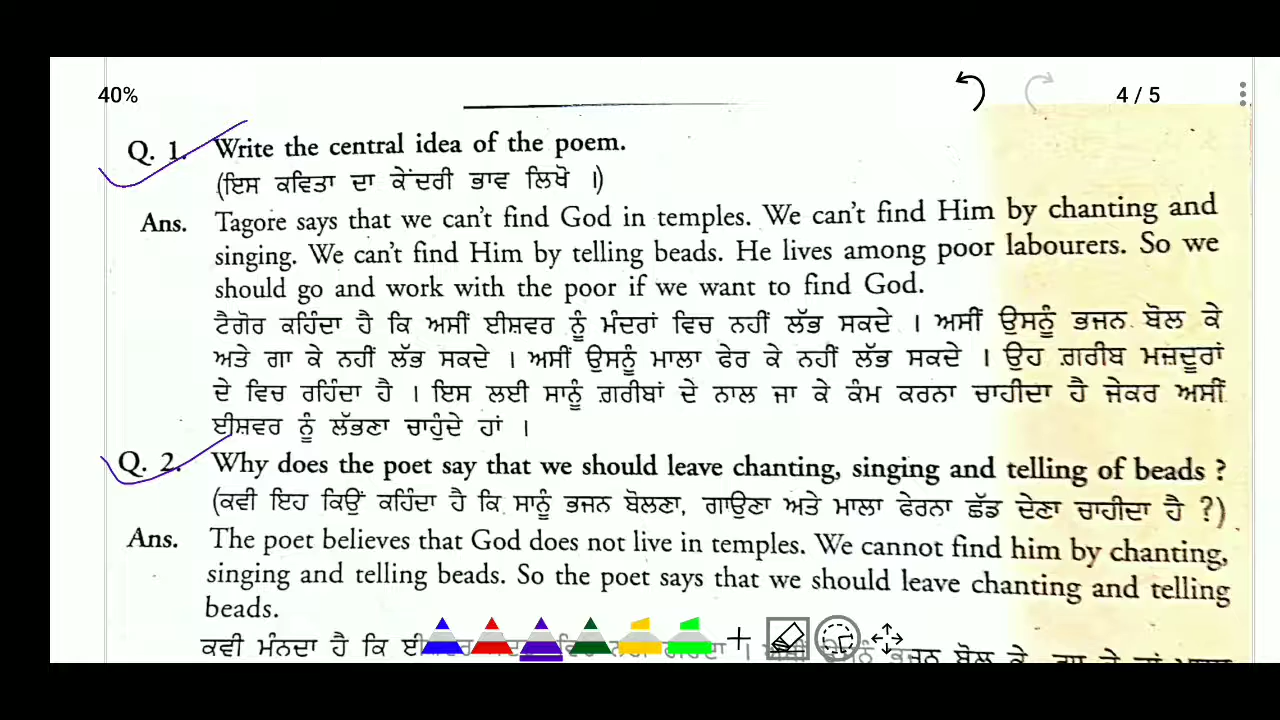 40%
4 / 5
Q. 1. Write the central idea of the poem.
(ਇਸ ਕਵਿਤਾ ਦਾ ਕੇਂਦਰੀ ਭਾਵ ਲਿਖੋ ।)
Ans. Tagore says that we can't find God in temples. We can't find Him by chanting and
singing. We can't find Him by telling beads. He lives among poor labourers. So we
should go and work with the poor if we want to find God.
ਟੈਗੋਰ ਕਹਿੰਦਾ ਹੈ ਕਿ ਅਸੀਂ ਈਸ਼ਵਰ ਨੂੰ ਮੰਦਰਾਂ ਵਿਚ ਨਹੀਂ ਲੱਭ ਸਕਦੇ । ਅਸੀਂ ਉਸਨੂੰ ਭਜਨ ਬੋਲ ਕੇ
ਅਤੇ ਗਾ ਕੇ ਨਹੀਂ ਲੱਭ ਸਕਦੇ । ਅਸੀਂ ਉਸਨੂੰ ਮਾਲਾ ਫੇਰ ਕੇ ਨਹੀਂ ਲੱਭ ਸਕਦੇ । ਉਹ ਗ਼ਰੀਬ ਮਜ਼ਦੂਰਾਂ
ਦੇ ਵਿਚ ਰਹਿੰਦਾ ਹੈ । ਇਸ ਲਈ ਸਾਨੂੰ ਗ਼ਰੀਬਾਂ ਦੇ ਨਾਲ ਜਾ ਕੇ ਕੰਮ ਕਰਨਾ ਚਾਹੀਦਾ ਹੈ ਜੇਕਰ ਅਸੀਂ
ਈਸ਼ਵਰ ਨੂੰ ਲੱਭਣਾ ਚਾਹੁੰਦੇ ਹਾਂ ।
Q. 2. Why does the poet say that we should leave chanting, singing and telling of beads ?
(ਕਵੀ ਇਹ ਕਿਉਂ ਕਹਿੰਦਾ ਹੈ ਕਿ ਸਾਨੂੰ ਭਜਨ ਬੋਲਣਾ, ਗਾਉਣਾ ਅਤੇ ਮਾਲਾ ਫੇਰਨਾ ਛੱਡ ਦੇਣਾ ਚਾਹੀਦਾ ਹੈ ?)
Ans. The poet believes that God does not live in temples. We cannot find him by chanting,
singing and telling beads. So the poet says that we should leave chanting and telling
beads.
ਕਵੀ ਮੰਨਦਾ ਹੈ ਕਿ ਭਜਨ ਬੋਲ ਕੇ